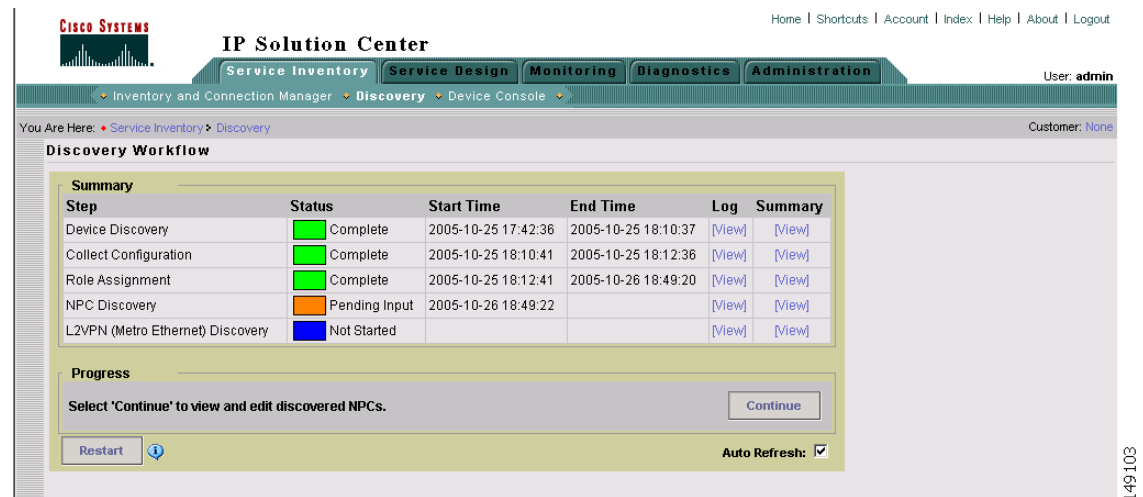 Home | Shortcuts | Account | Index | Help | About | Logout
CISCO SYSTEMS
IP Solution Center
Service Inventory Service Design Monitoring Diagnostics Administration
User: admin
Inventory and Connection Manager Discovery Device Console
You Are Here: Service Inventory Discovery Customer: None
Discovery Workflow
Summary
Step Status Start Time End Time Log Summary
Device Discovery Complete 2005-10-25 17:42:36 2005-10-25 18:10:37 [View] [View]
Collect Configuration Complete 2005-10-25 18:10:41 2005-10-25 18:12:36 [View] [View]
Role Assignment Complete 2005-10-25 18:12:41 2005-10-26 18:49:20 [View] [View]
NPC Discovery Pending Input 2005-10-26 18:49:22 [View] [View]
L2VPN (Metro Ethernet) Discovery Not Started [View] [View]
Progress
Select 'Continue' to view and edit discovered NPCs. Continue
Restart Auto Refresh:
149103